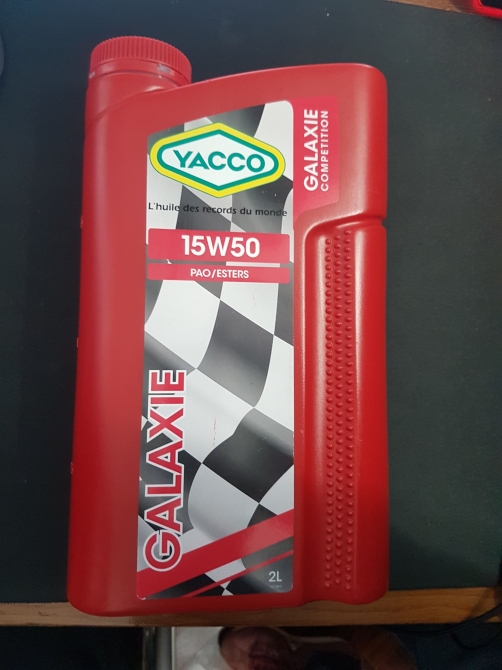 YACCO
L'huile des records du monde
GALAXIE
COMPETITION
15W50
PAO/ESTERS
GALAXIE
2L